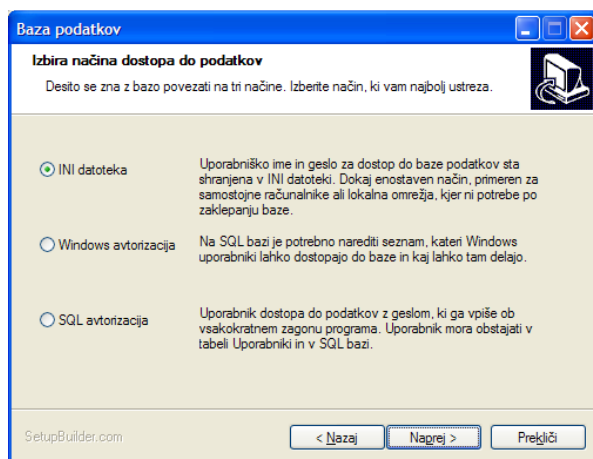 Baza podatkov
Izbira načina dostopa do podatkov
Desito se zna z bazo povezati na tri načine. Izberite način, ki vam najbolj ustreza.
INI datoteka
Uporabniško ime in geslo za dostop do baze podatkov sta
shranjena v INI datoteki. Dokaj enostaven način, primeren za
samostojne računalnike ali lokalna omrežja, kjer ni potrebe po
zaklepanju baze.
Windows avtorizacija
Na SQL bazi je potrebno narediti seznam, kateri Windows
uporabniki lahko dostopajo do baze in kaj lahko tam delajo.
SQL avtorizacija
Uporabnik dostopa do podatkov z geslom, ki ga vpiše ob
vsakokratnem zagonu programa. Uporabnik mora obstajati v
tabeli Uporabniki in v SQL bazi.
SetupBuilder.com
< Nazaj
Naprej >
Prekliči